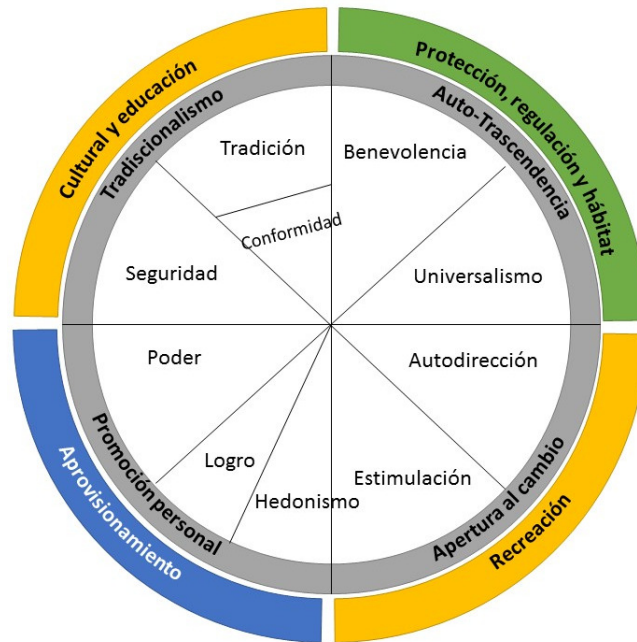 Cultural y educación
Protección, regulación y hábitat
Tradiscionalismo
Auto-Trascendencia
Tradición
Benevolencia
Conformidad
Seguridad
Universalismo
Poder
Autodirección
Logro
Hedonismo
Estimulación
Promoción personal
Apertura al cambio
Aprovisionamiento
Recreación